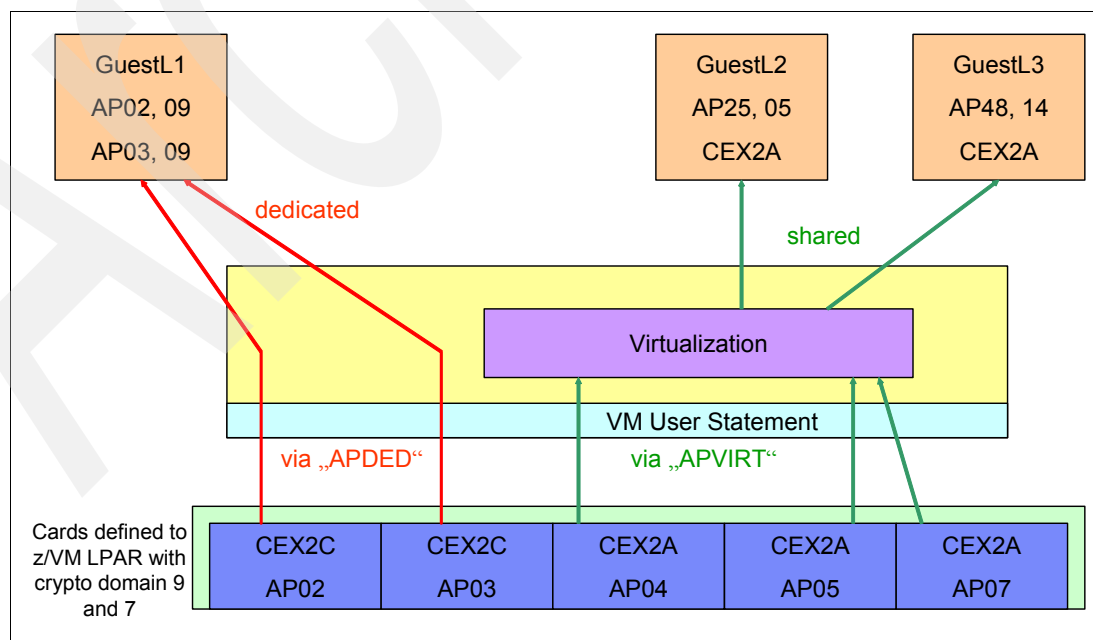 GuestL1
AP02, 09
AP03, 09
GuestL2
AP25, 05
CEX2A
GuestL3
AP48, 14
CEX2A
dedicated
shared
Virtualization
VM User Statement
via „APDED“
via „APVIRT“
Cards defined to
z/VM LPAR with
crypto domain 9
and 7
CEX2C
AP02
CEX2C
AP03
CEX2A
AP04
CEX2A
AP05
CEX2A
AP07